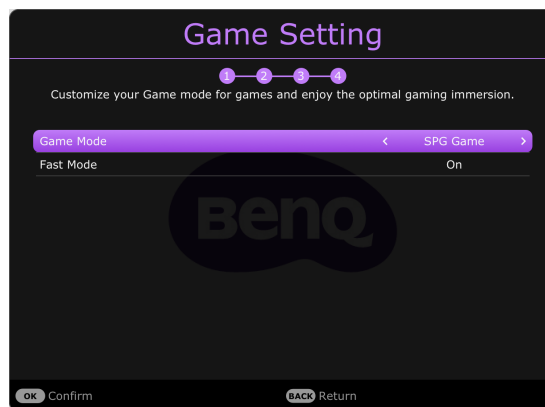 Game Setting
1 2 3 4
Customize your Game mode for games and enjoy the optimal gaming immersion.
Game Mode < SPG Game >
Fast Mode On
BenQ
OK Confirm BACK Return